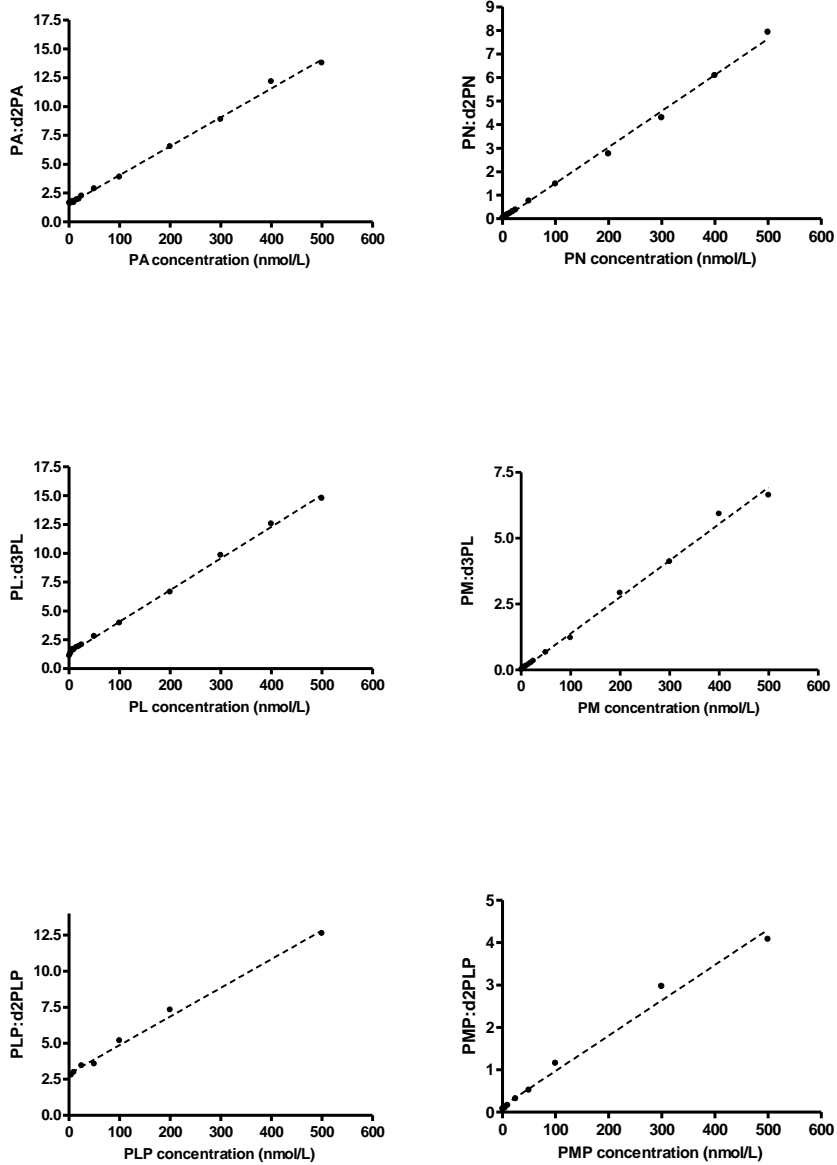 PA:d2PA
17.5
15.0
12.5
10.0
7.5
5.0
2.5
0.0
0 100 200 300 400 500 600
PA concentration (nmol/L)
PN:d2PN
9
8
7
6
5
4
3
2
1
0
0 100 200 300 400 500 600
PN concentration (nmol/L)
PL:d3PL
17.5
15.0
12.5
10.0
7.5
5.0
2.5
0.0
0 100 200 300 400 500 600
PL concentration (nmol/L)
PM:d3PL
7.5
5.0
2.5
0.0
0 100 200 300 400 500 600
PM concentration (nmol/L)
PLP:d2PLP
12.5
10.0
7.5
5.0
2.5
0.0
0 100 200 300 400 500 600
PLP concentration (nmol/L)
PMP:d2PLP
5
4
3
2
1
0
0 100 200 300 400 500 600
PMP concentration (nmol/L)